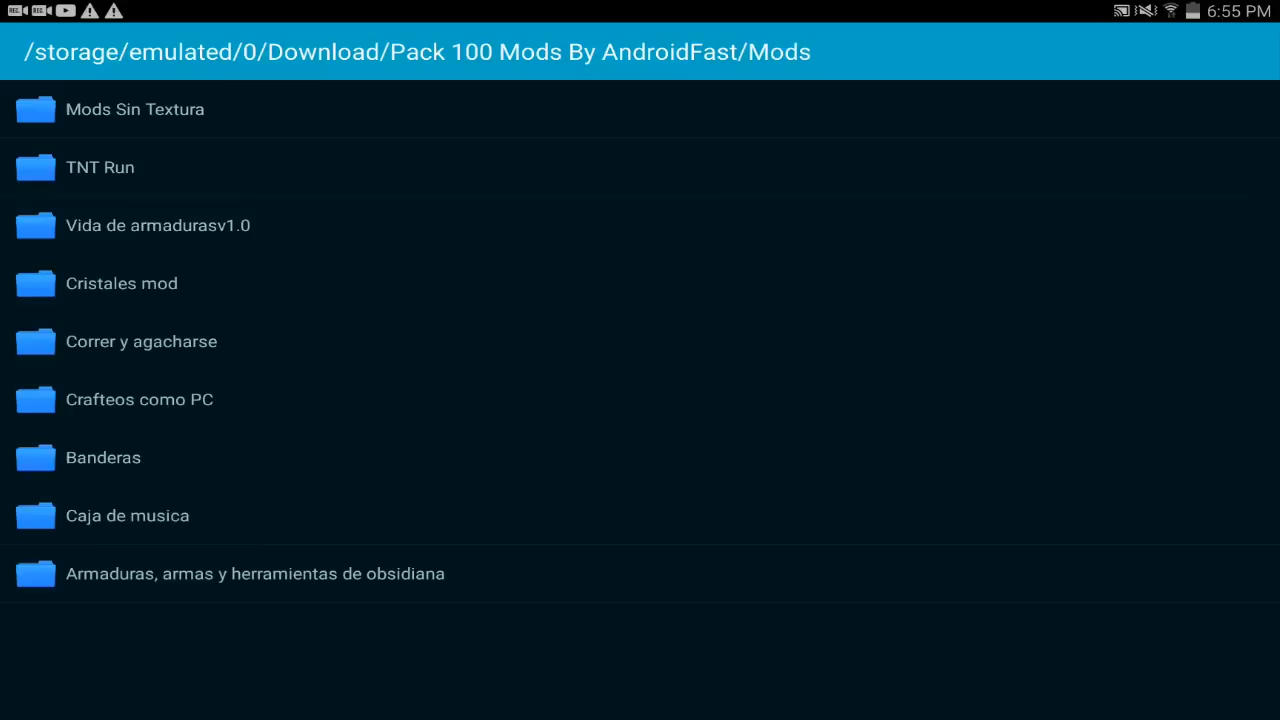 6:55 PM
/storage/emulated/0/Download/Pack 100 Mods By AndroidFast/Mods
Mods Sin Textura
TNT Run
Vida de armadurasv1.0
Cristales mod
Correr y agacharse
Crafteos como PC
Banderas
Caja de musica
Armaduras, armas y herramientas de obsidiana